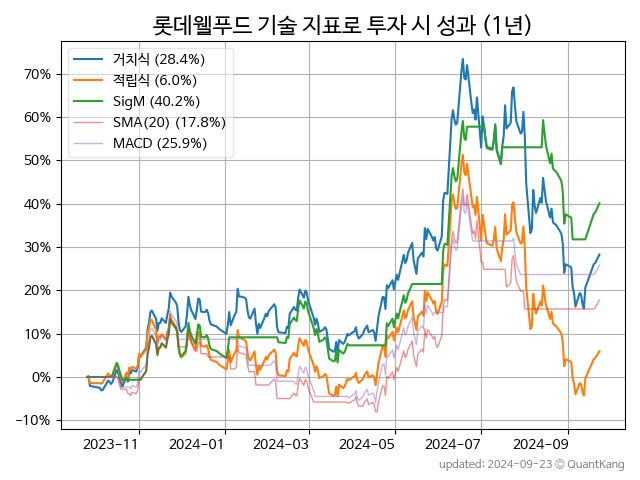 롯데웰푸드 기술 지표로 투자 시 성과 (1년)
거치식 (28.4%)
적립식 (6.0%)
SigM (40.2%)
SMA(20) (17.8%)
MACD (25.9%)
70%
60%
50%
40%
30%
20%
10%
0%
−10%
2023-11 2024-01 2024-03 2024-05 2024-07 2024-09
updated: 2024-09-23 © QuantKang